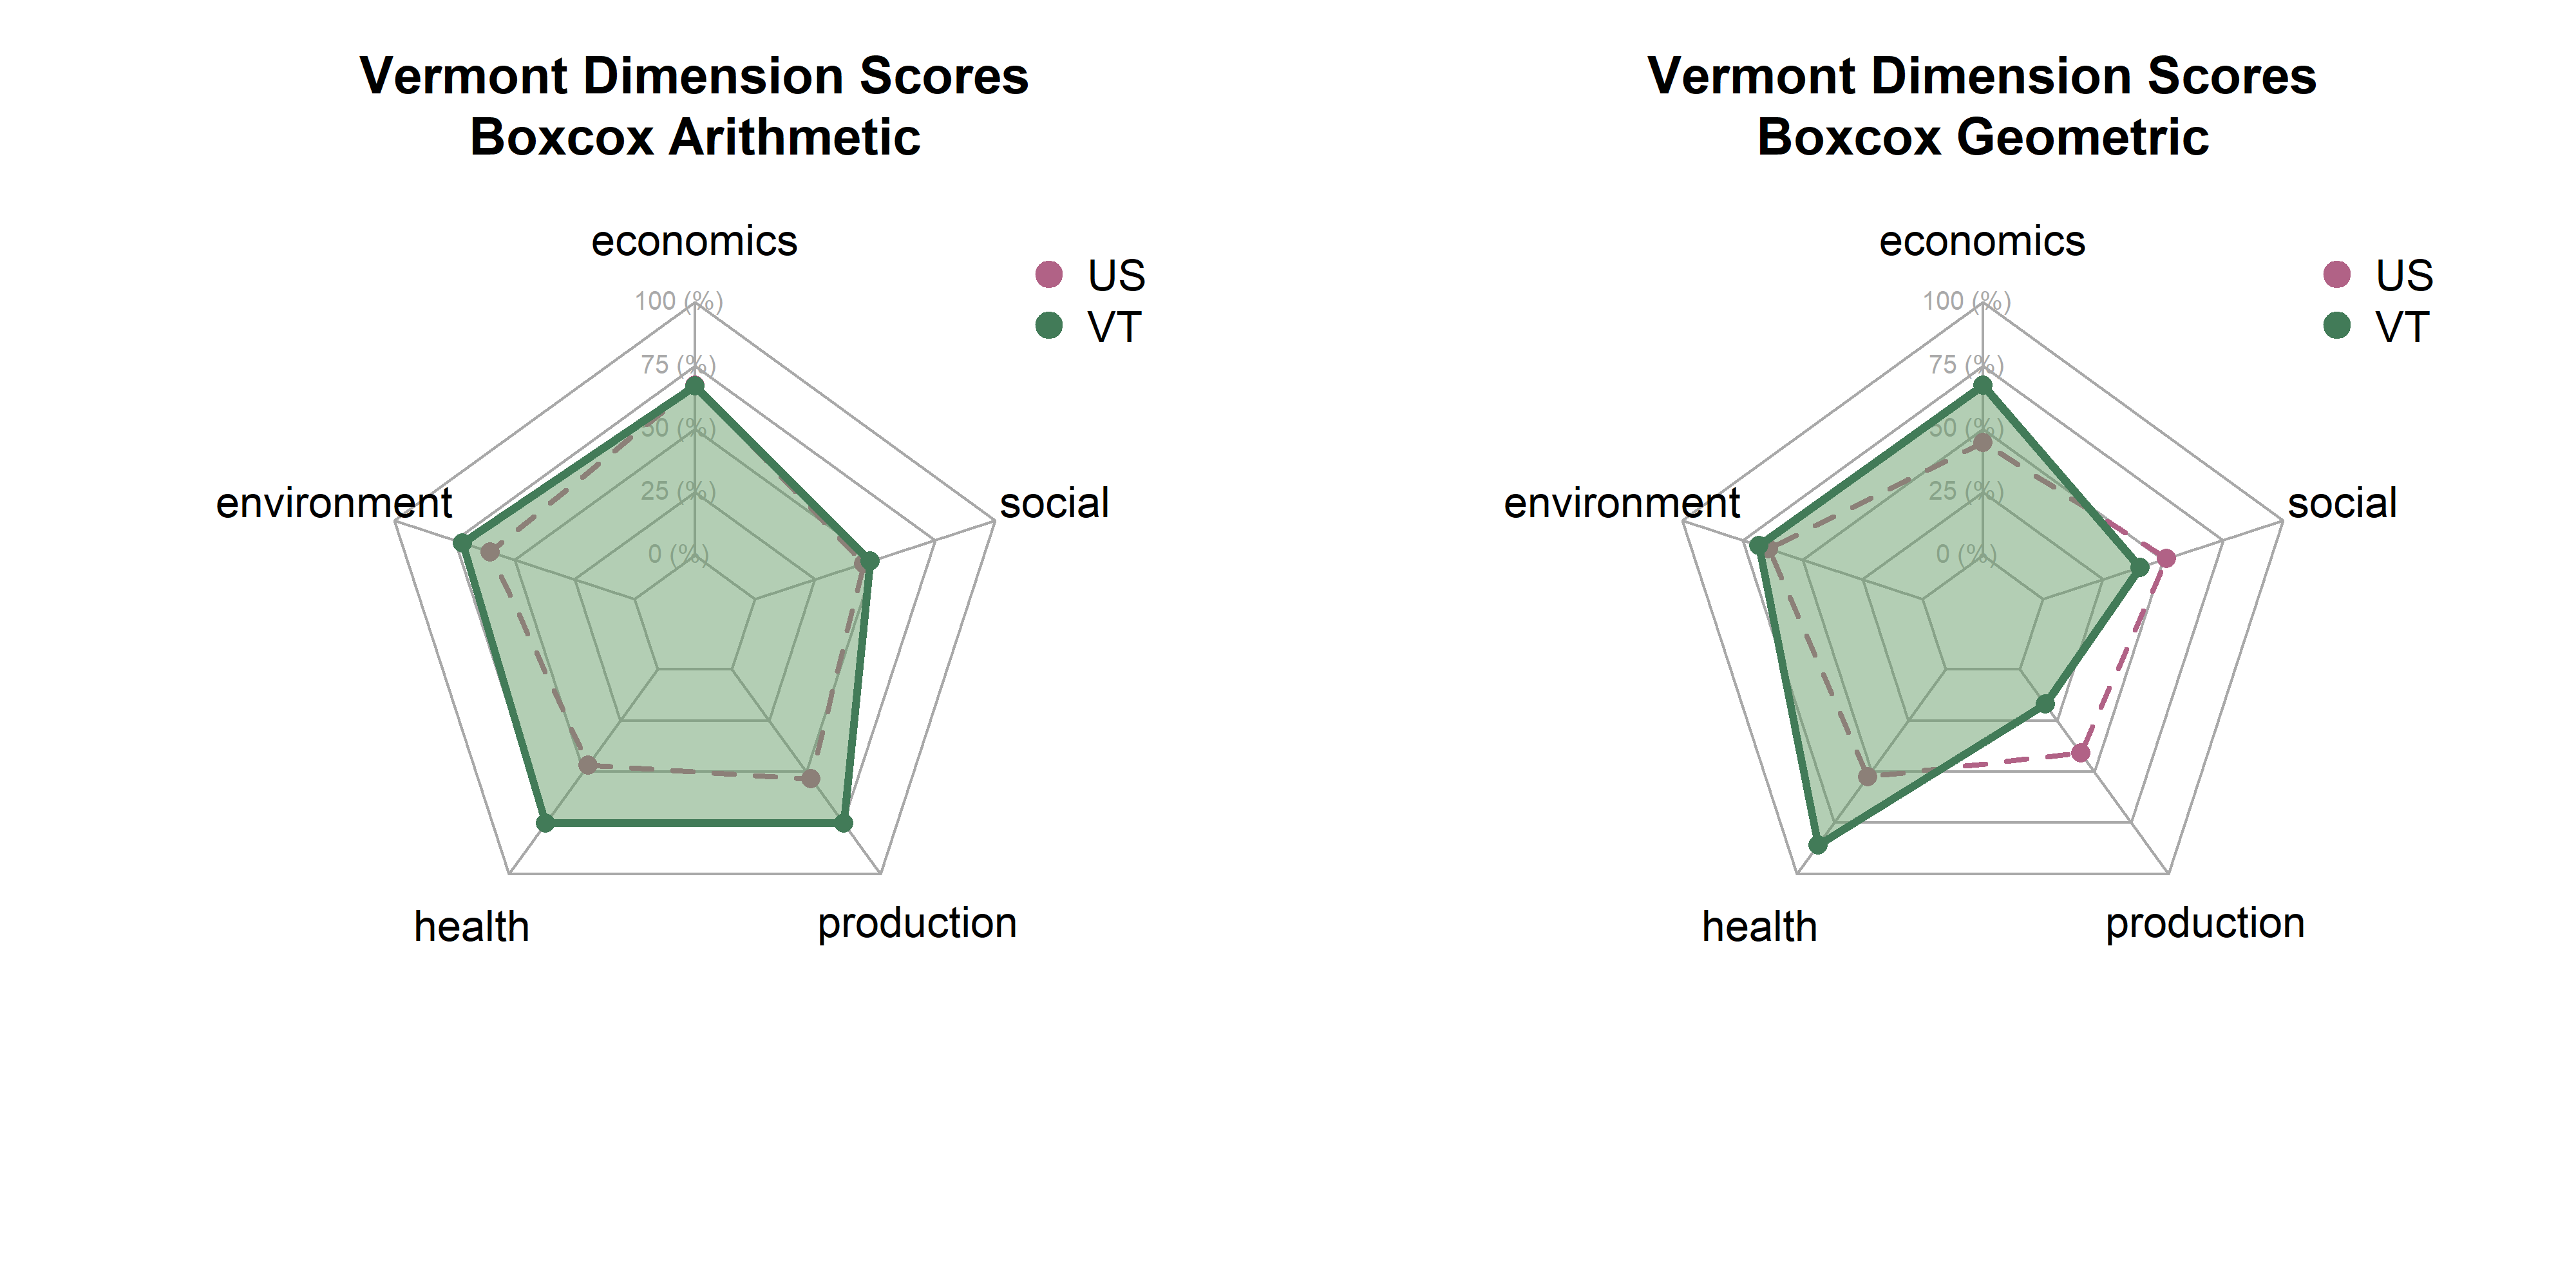 Vermont Dimension Scores
Boxcox Arithmetic
economics
US
VT
100 (%)
75 (%)
50 (%)
25 (%)
0 (%)
environment
social
health
production
Vermont Dimension Scores
Boxcox Geometric
economics
US
VT
100 (%)
75 (%)
50 (%)
25 (%)
0 (%)
environment
social
health
production